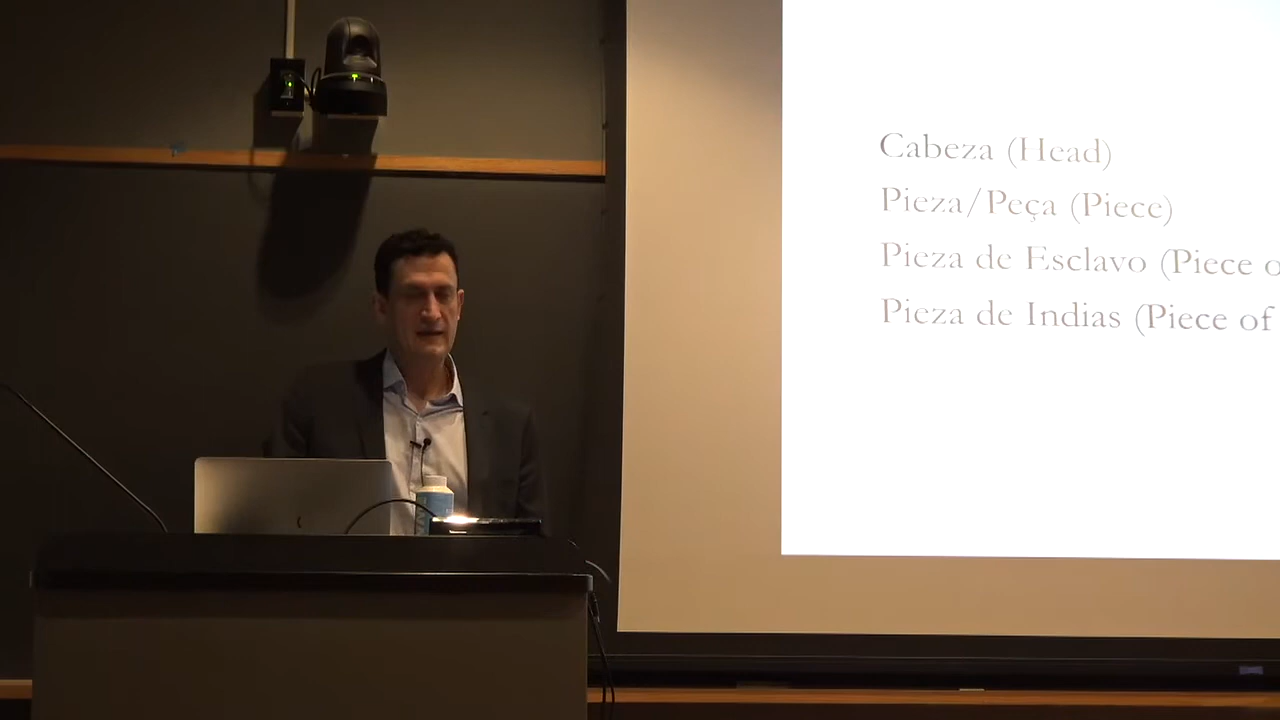 Cabeza (Head)
Pieza/Peça (Piece)
Pieza de Esclavo (Piece o
Pieza de Indias (Piece of